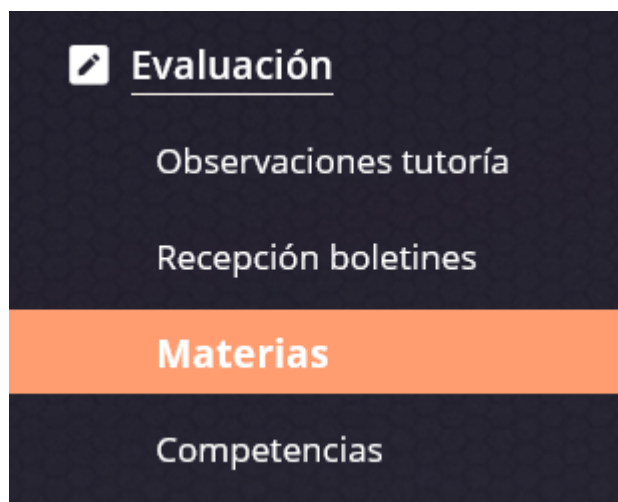 Evaluación
Observaciones tutoría
Recepción boletines
Materias
Competencias